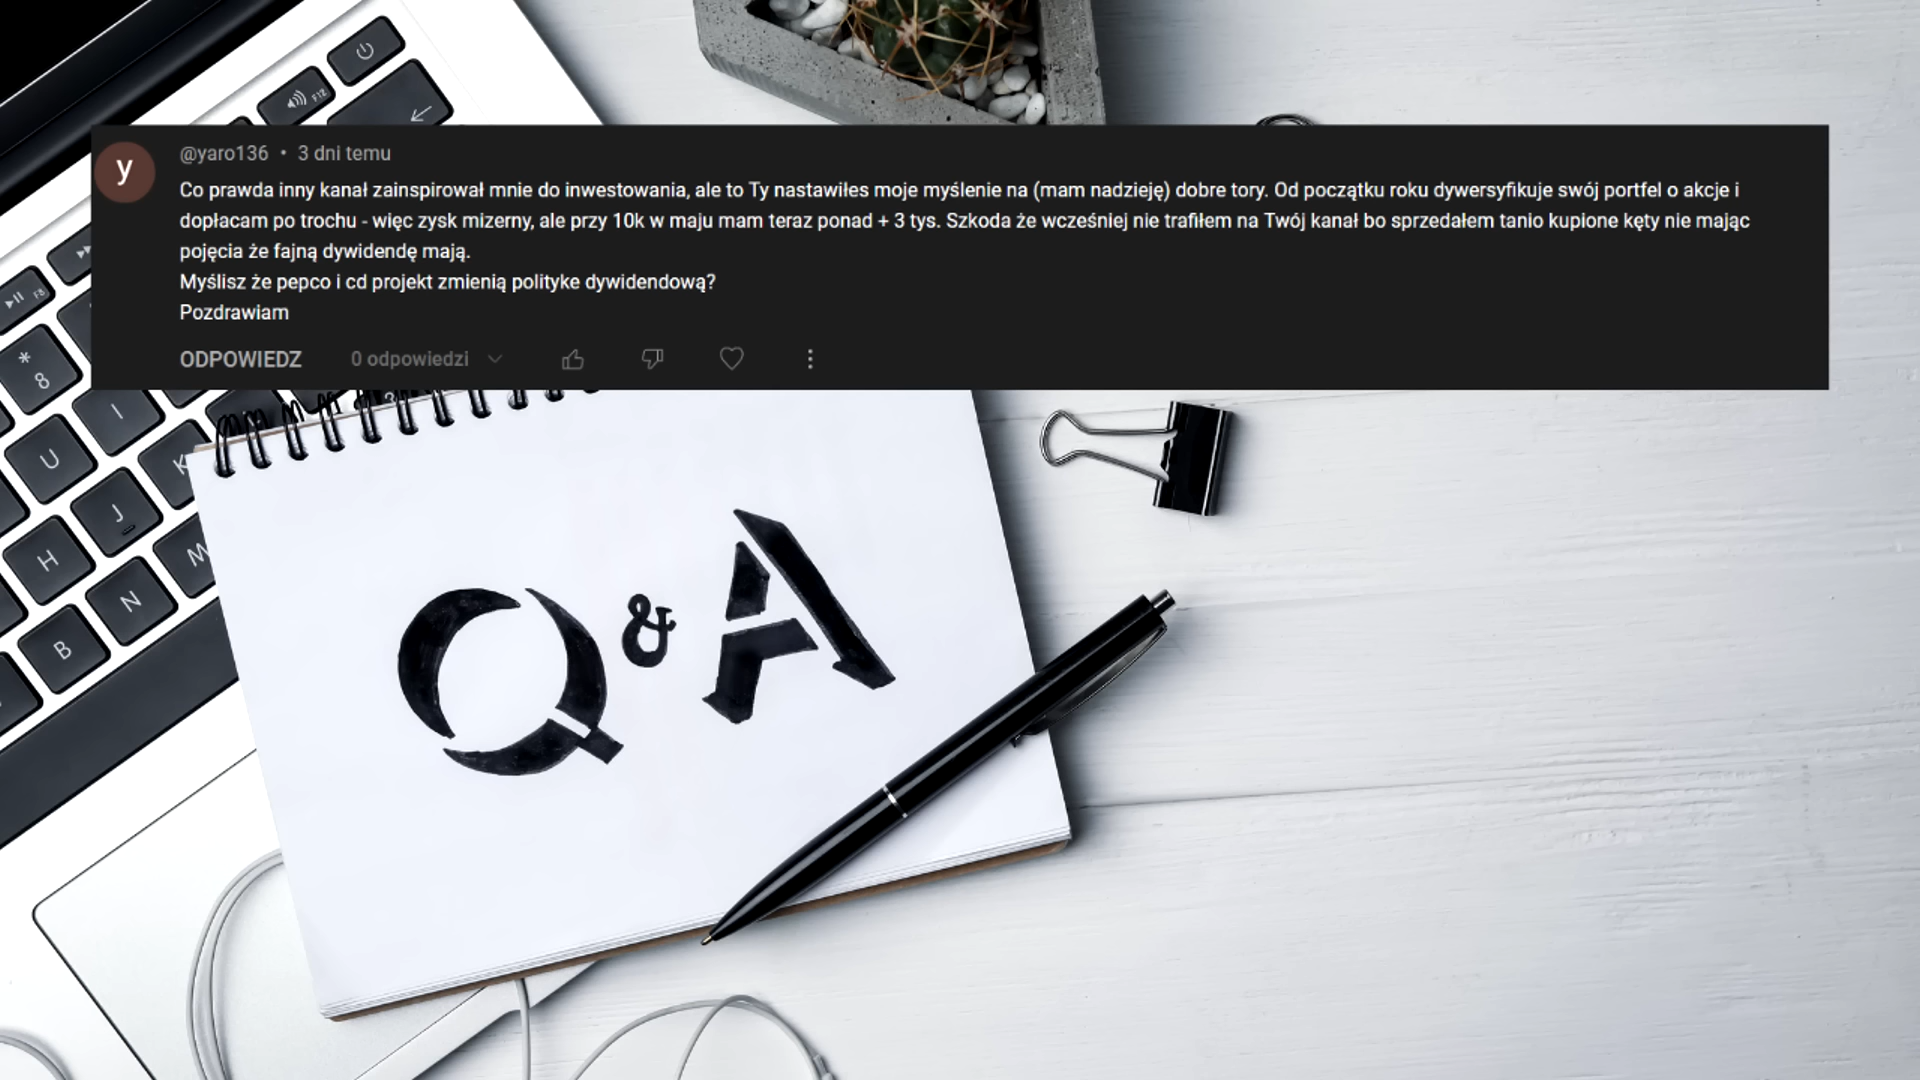 F12
y
@yaro136 • 3 dni temu
Co prawda inny kanał zainspirował mnie do inwestowania, ale to Ty nastawiłes moje myślenie na (mam nadzieję) dobre tory. Od początku roku dywersyfikuje swój portfel o akcje i
dopłacam po trochu - więc zysk mizerny, ale przy 10k w maju mam teraz ponad + 3 tys. Szkoda że wcześniej nie trafiłem na Twój kanał bo sprzedałem tanio kupione kęty nie mając
pojęcia że fajną dywidendę mają.
Myślisz że pepco i cd projekt zmienią polityke dywidendową?
Pozdrawiam
ODPOWIEDZ 0 odpowiedzi
F8
*
8
U
I
K
J
H
N
M
B
Q & A